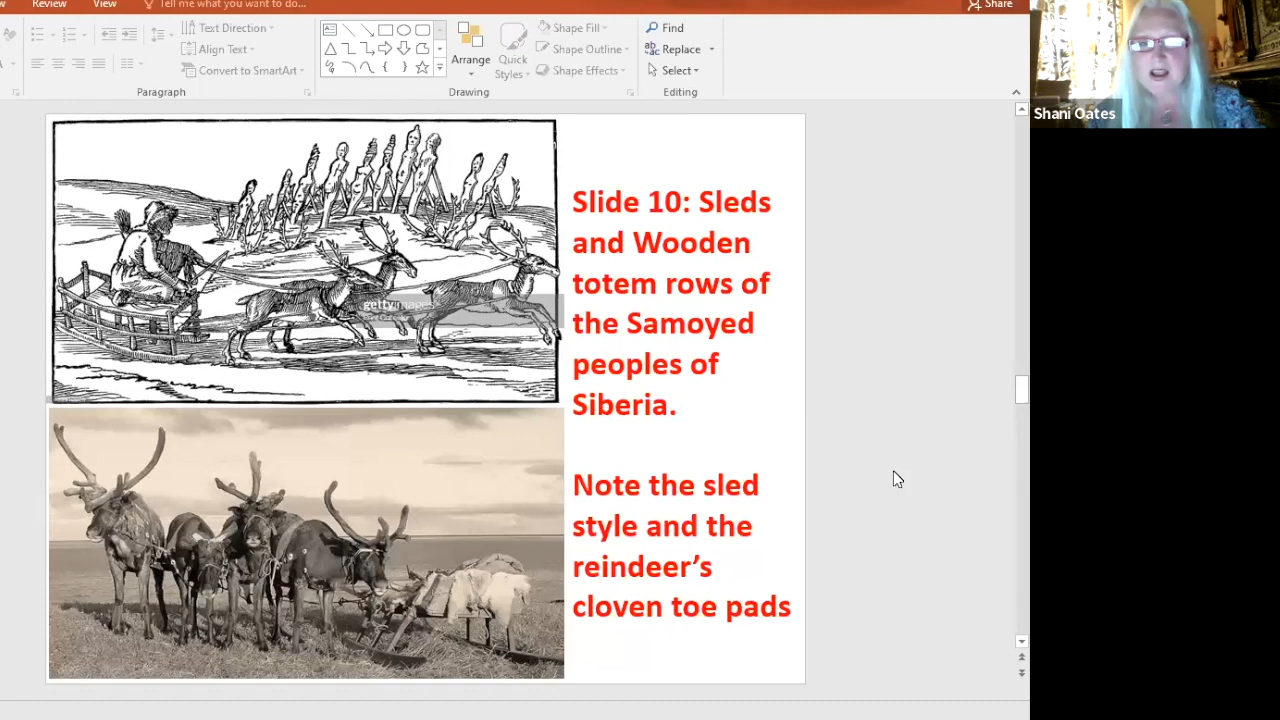 Review
View
Tell me what you want to do...
Share
Text Direction
Align Text
Convert to SmartArt
Paragraph
Arrange
Quick
Styles
Shape Fill
Shape Outline
Shape Effects
Drawing
Find
Replace
Select
Editing
Shani Oates
gettyimages
Slide 10: Sleds
and Wooden
totem rows of
the Samoyed
peoples of
Siberia.
Note the sled
style and the
reindeer’s
cloven toe pads